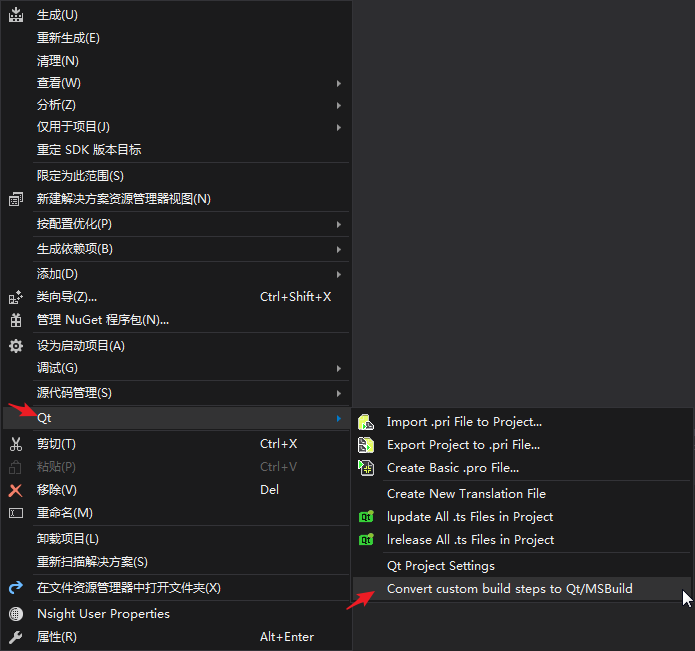 生成(U)
重新生成(E)
清理(N)
查看(W)
分析(Z)
仅用于项目(J)
重定 SDK 版本目标
限定为此范围(S)
新建解决方案资源管理器视图(N)
按配置优化(P)
生成依赖项(B)
添加(D)
类向导(Z)... Ctrl+Shift+X
管理 NuGet 程序包(N)...
设为启动项目(A)
调试(G)
源代码管理(S)
Qt
剪切(T) Ctrl+X
粘贴(P) Ctrl+V
移除(V) Del
重命名(M)
卸载项目(L)
重新扫描解决方案(S)
在文件资源管理器中打开文件夹(X)
Nsight User Properties
属性(R) Alt+Enter
Import .pri File to Project...
Export Project to .pri File...
Create Basic .pro File...
Create New Translation File
Qt lupdate All .ts Files in Project
Qt lrelease All .ts Files in Project
Qt Project Settings
Convert custom build steps to Qt/MSBuild